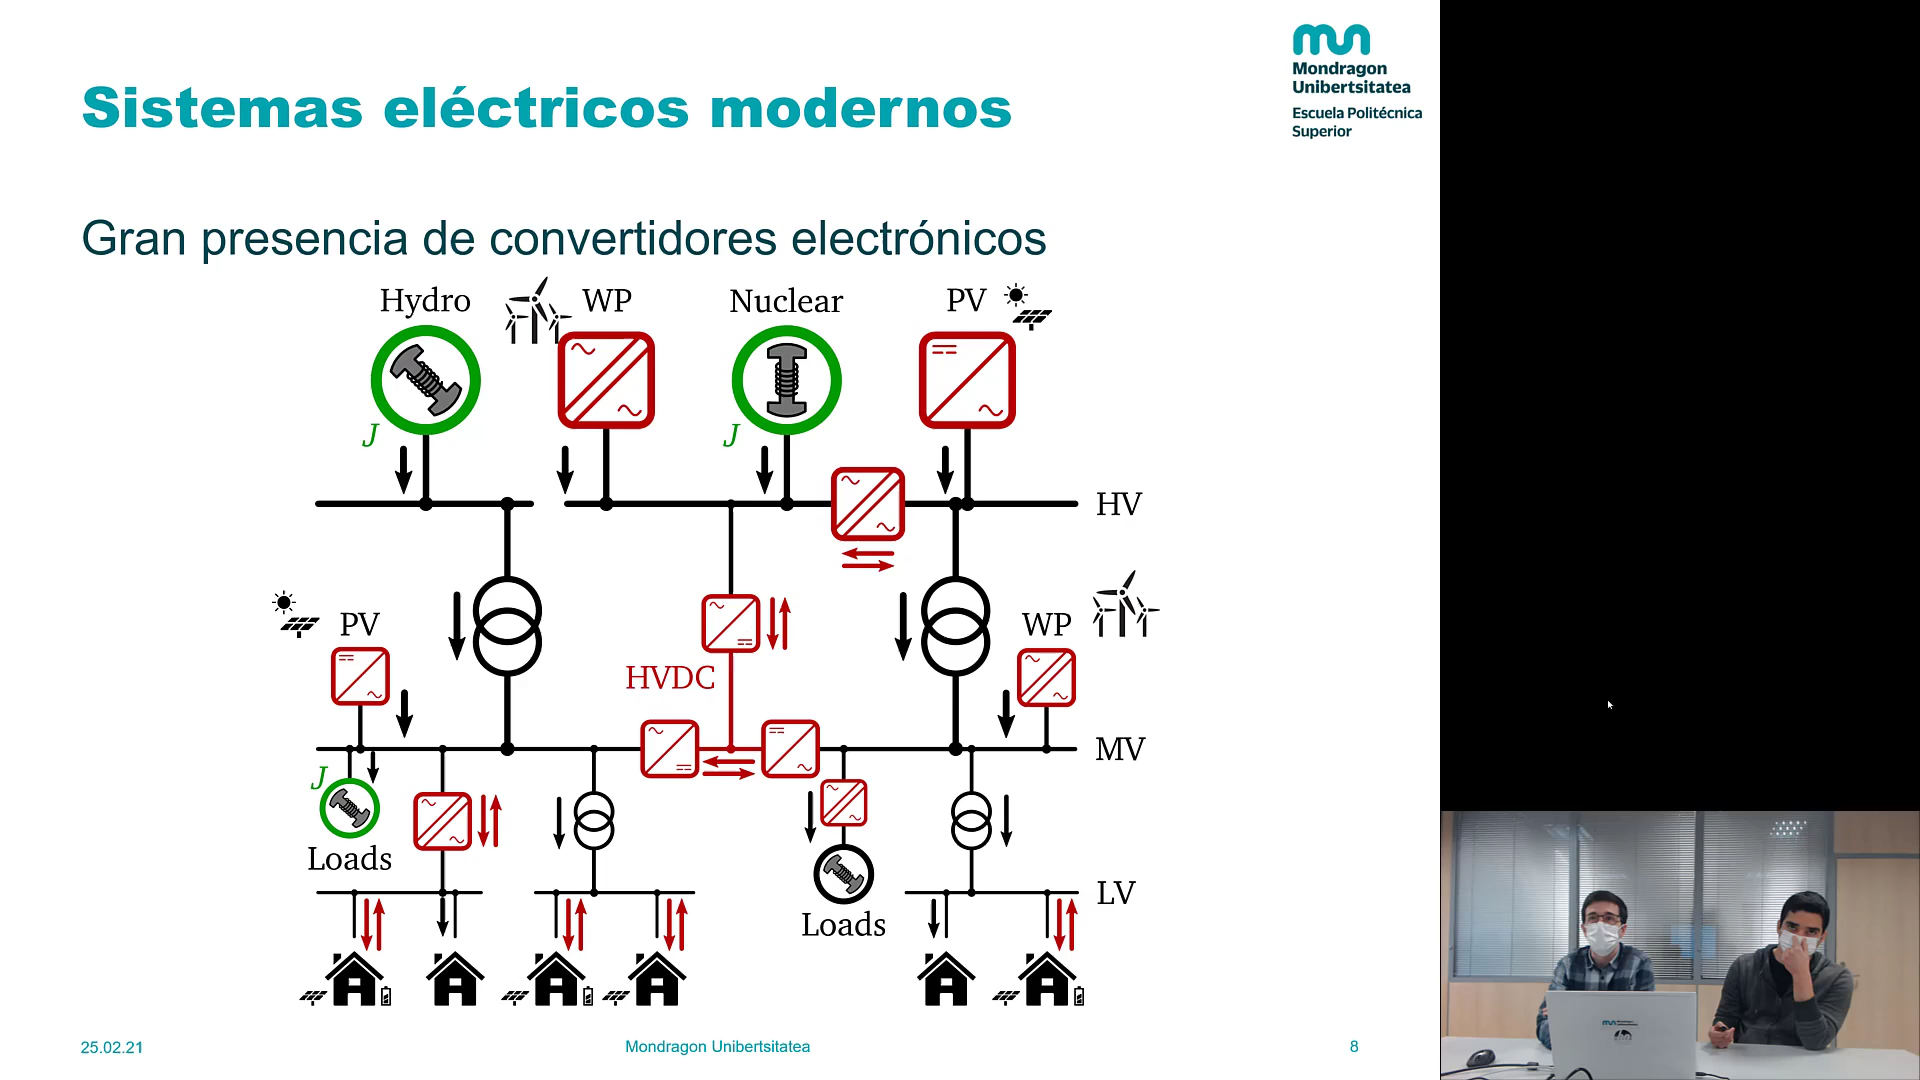 Sistemas eléctricos modernos
Mondragon
Unibertsitatea
Escuela Politécnica
Superior
Gran presencia de convertidores electrónicos
Hydro
WP
Nuclear
PV
J
J
HV
PV
WP
HVDC
MV
J
Loads
LV
Loads
25.02.21
Mondragon Unibertsitatea
8